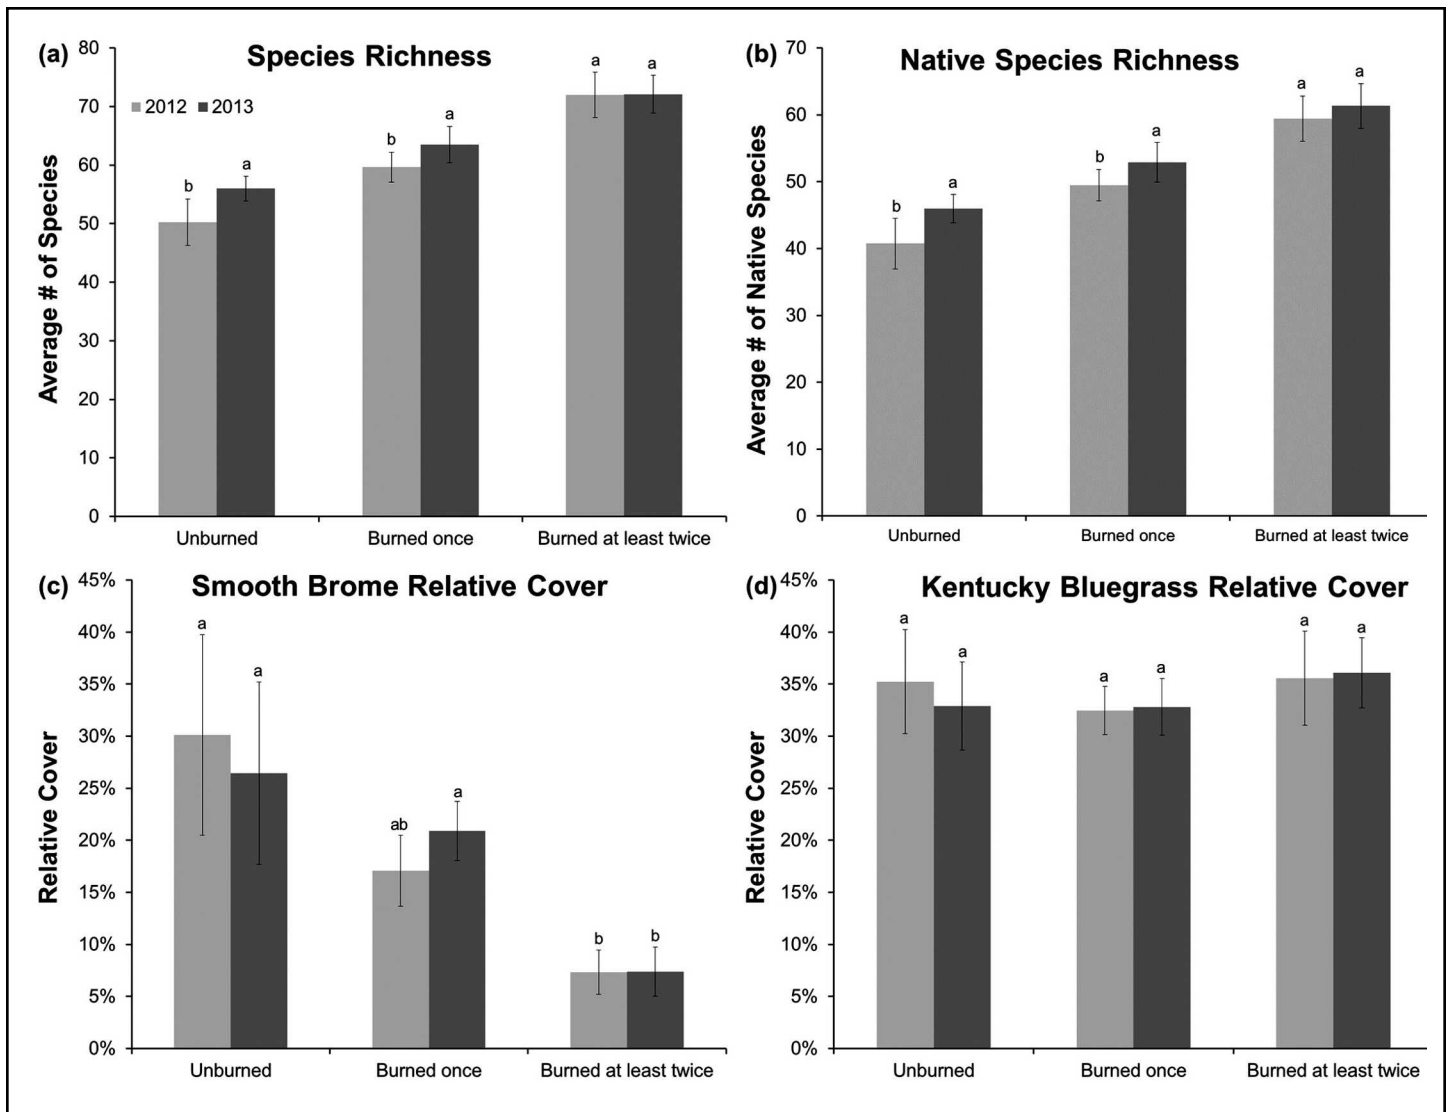 (a)
Species Richness
2012 2013
Average # of Species
80
70
60
50
40
30
20
10
0
b a b a a a
Unburned Burned once Burned at least twice
(b)
Native Species Richness
Average # of Native Species
70
60
50
40
30
20
10
0
b a b a a a
Unburned Burned once Burned at least twice
(c)
Smooth Brome Relative Cover
Relative Cover
45%
40%
35%
30%
25%
20%
15%
10%
5%
0%
a a ab a b b
Unburned Burned once Burned at least twice
(d)
Kentucky Bluegrass Relative Cover
Relative Cover
45%
40%
35%
30%
25%
20%
15%
10%
5%
0%
a a a a a a
Unburned Burned once Burned at least twice